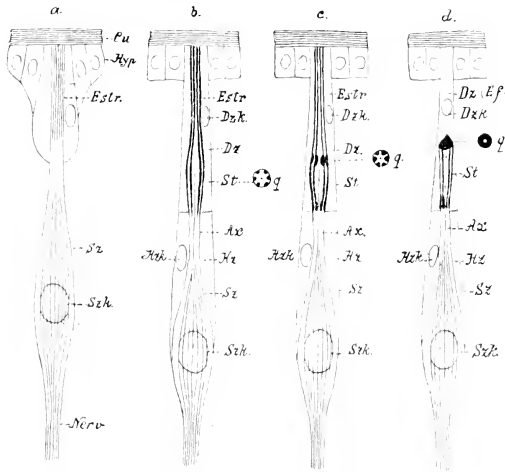 a. b. c. d.
Cu
Hyp
Estr. Estr. Estr Dz (Ef
Dzk. Dzk. Dzk
Dz Dz. q
St q St q. St
Ax Ax. Ax
Hzk Hz Hzk Hz Hzk Hz
Sz Sz Sz Sz
Szk. Szk. Szk. Szk.
Nerv